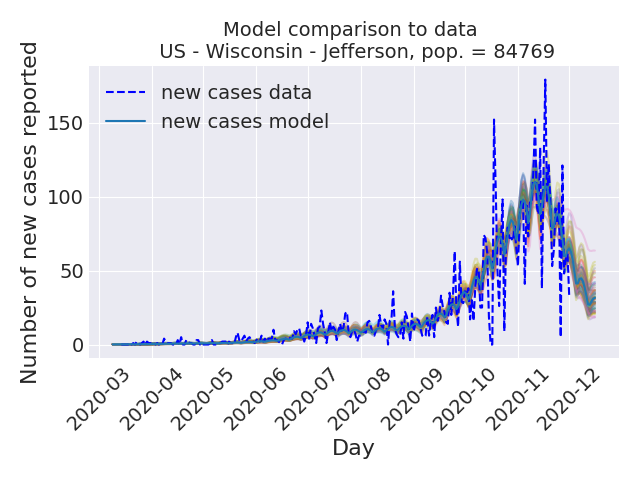 Model comparison to data
US - Wisconsin - Jefferson, pop. = 84769
Number of new cases reported
new cases data
new cases model
150
100
50
0
2020-03
2020-04
2020-05
2020-06
2020-07
2020-08
2020-09
2020-10
2020-11
2020-12
Day